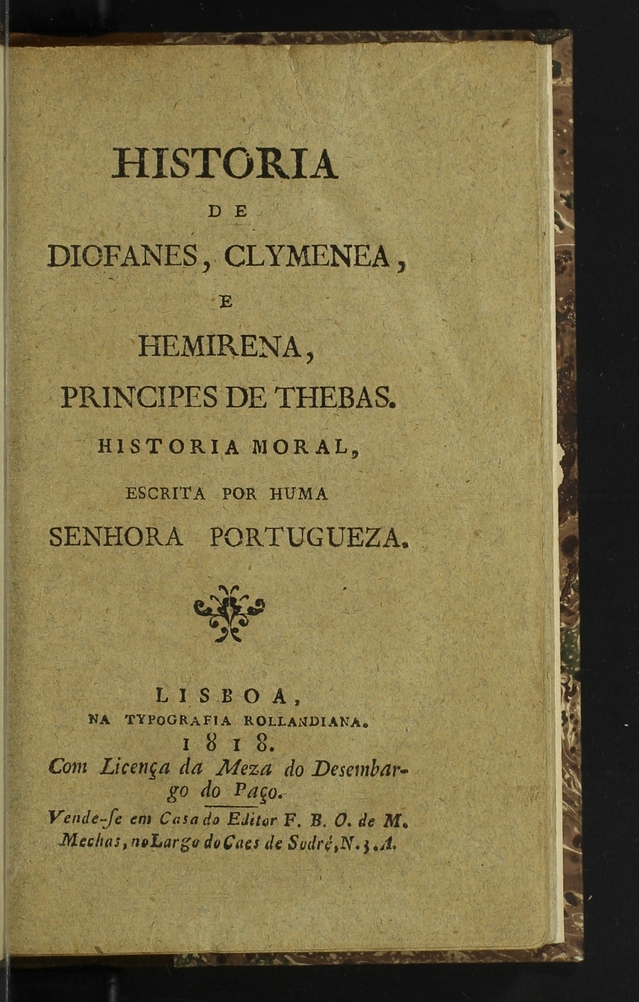 HISTORIA
DE
DIOFANES, CLYMENEA,
E
HEMIRENA,
PRINCIPES DE THEBAS.
HISTORIA MORAL,
ESCRITA POR HUMA
SENHORA PORTUGUEZA.
LISBOA,
NA TYPOGRAFIA ROLLANDIANA.
1818.
Com Licença da Meza do Desembar-
go do Paço.
Vende-ſe em Casa do Editor F. B. O. de M.
Mechas, no Largo do Caes de Sodré, N. 3. A.